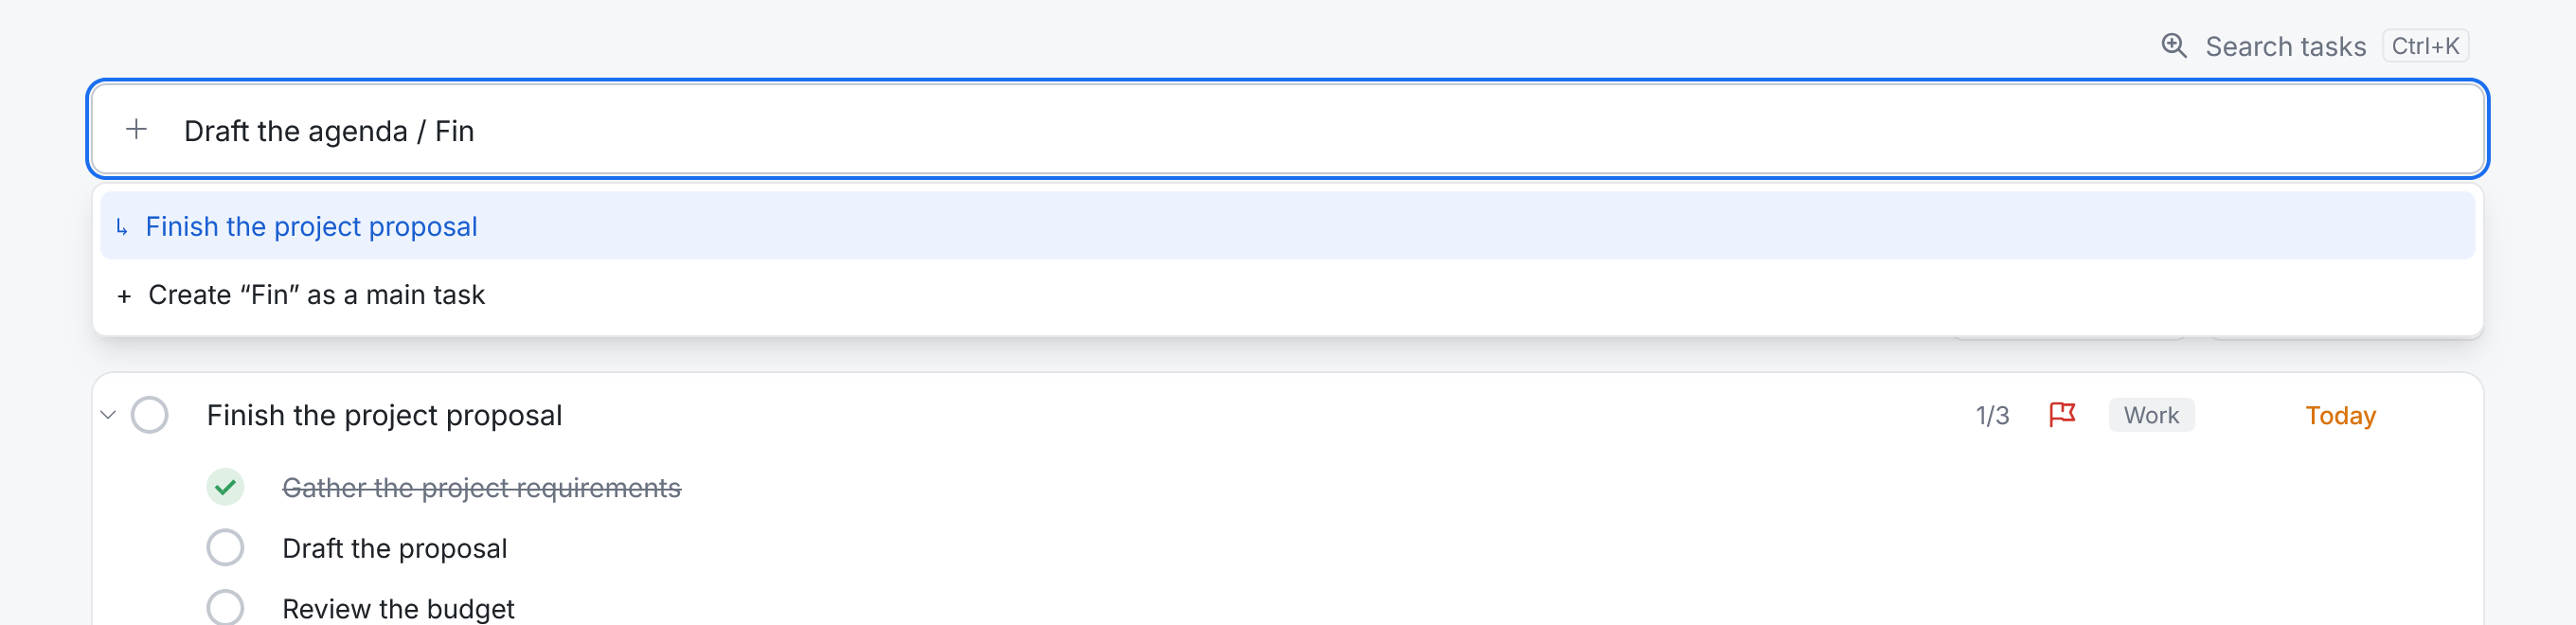 Search tasks Ctrl+K
+ Draft the agenda / Fin
↳ Finish the project proposal
+ Create “Fin” as a main task
Finish the project proposal 1/3 Work Today
Gather the project requirements
Draft the proposal
Review the budget